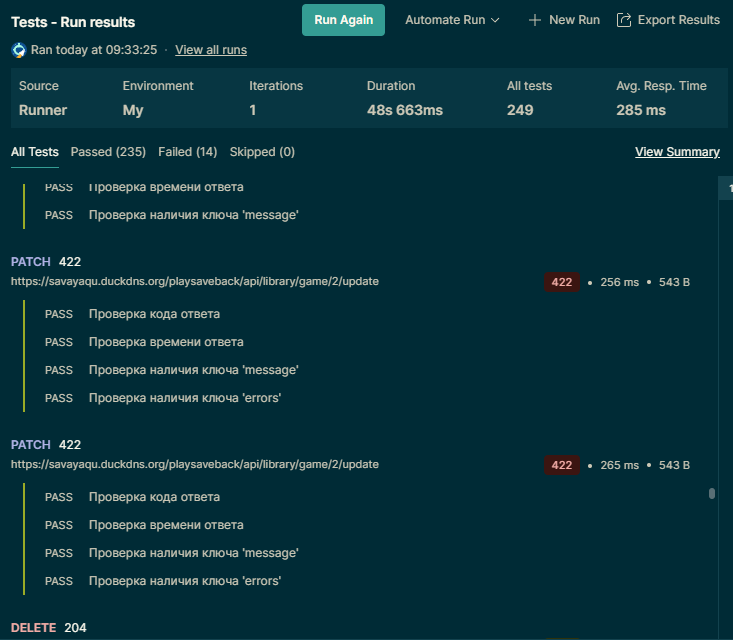 Tests - Run results
Run Again
Automate Run
New Run
Export Results
Ran today at 09:33:25 · View all runs
Source Environment Iterations Duration All tests Avg. Resp. Time
Runner My 1 48s 663ms 249 285 ms
All Tests Passed (235) Failed (14) Skipped (0) View Summary
PASS Проверка времени ответа
1
PASS Проверка наличия ключа 'message'
PATCH 422
https://savayaqu.duckdns.org/playsaveback/api/library/game/2/update 422 • 256 ms • 543 B
PASS Проверка кода ответа
PASS Проверка времени ответа
PASS Проверка наличия ключа 'message'
PASS Проверка наличия ключа 'errors'
PATCH 422
https://savayaqu.duckdns.org/playsaveback/api/library/game/2/update 422 • 265 ms • 543 B
PASS Проверка кода ответа
PASS Проверка времени ответа
PASS Проверка наличия ключа 'message'
PASS Проверка наличия ключа 'errors'
DELETE 204